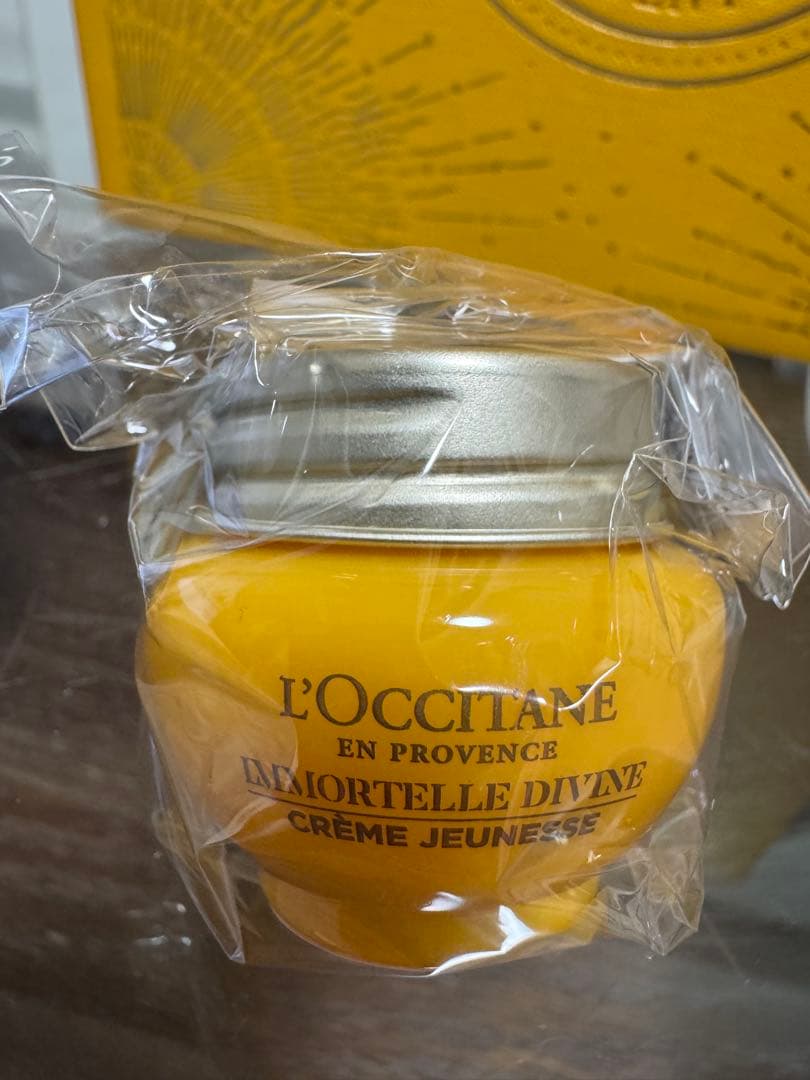 L'OCCITANE
EN PROVENCE
IMMORTELLE DIVINE
CRÈME JEUNESSE